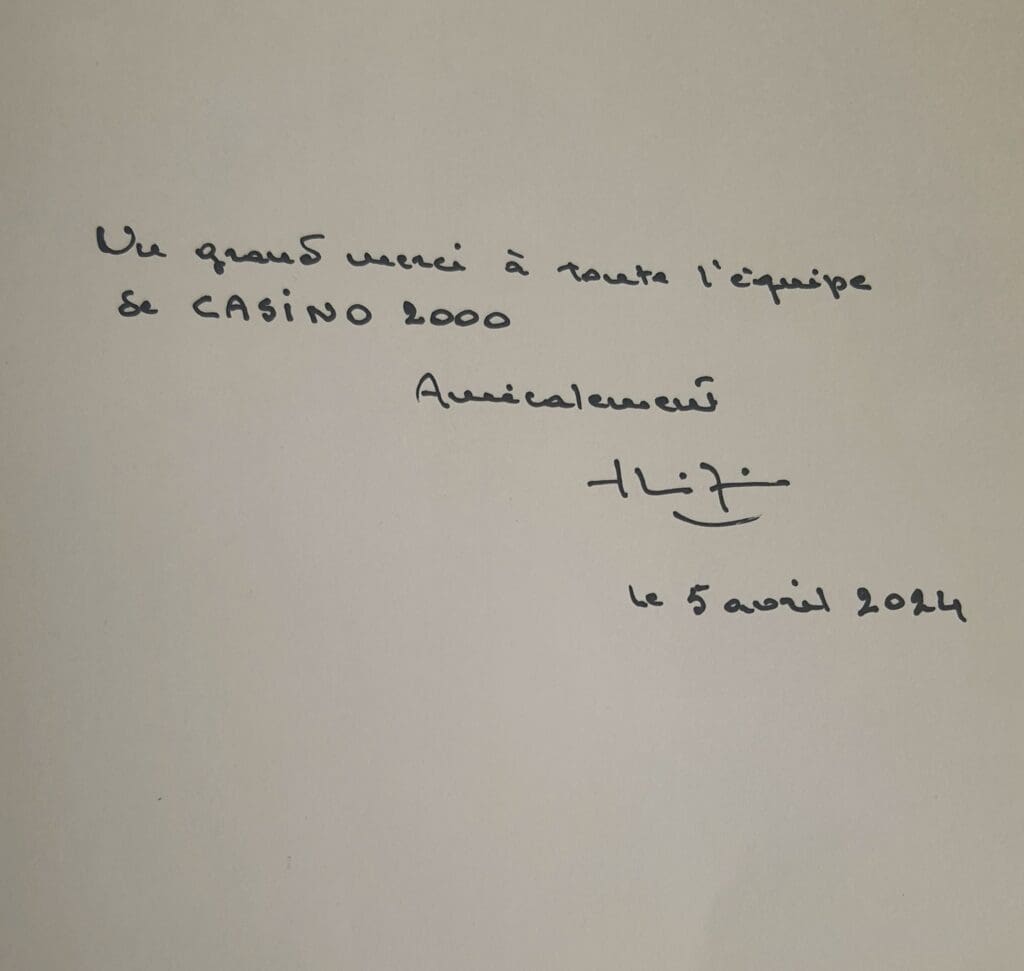 Un grand merci à toute l'équipe
de CASINO 2000
Amicalement
le 5 avril 2024